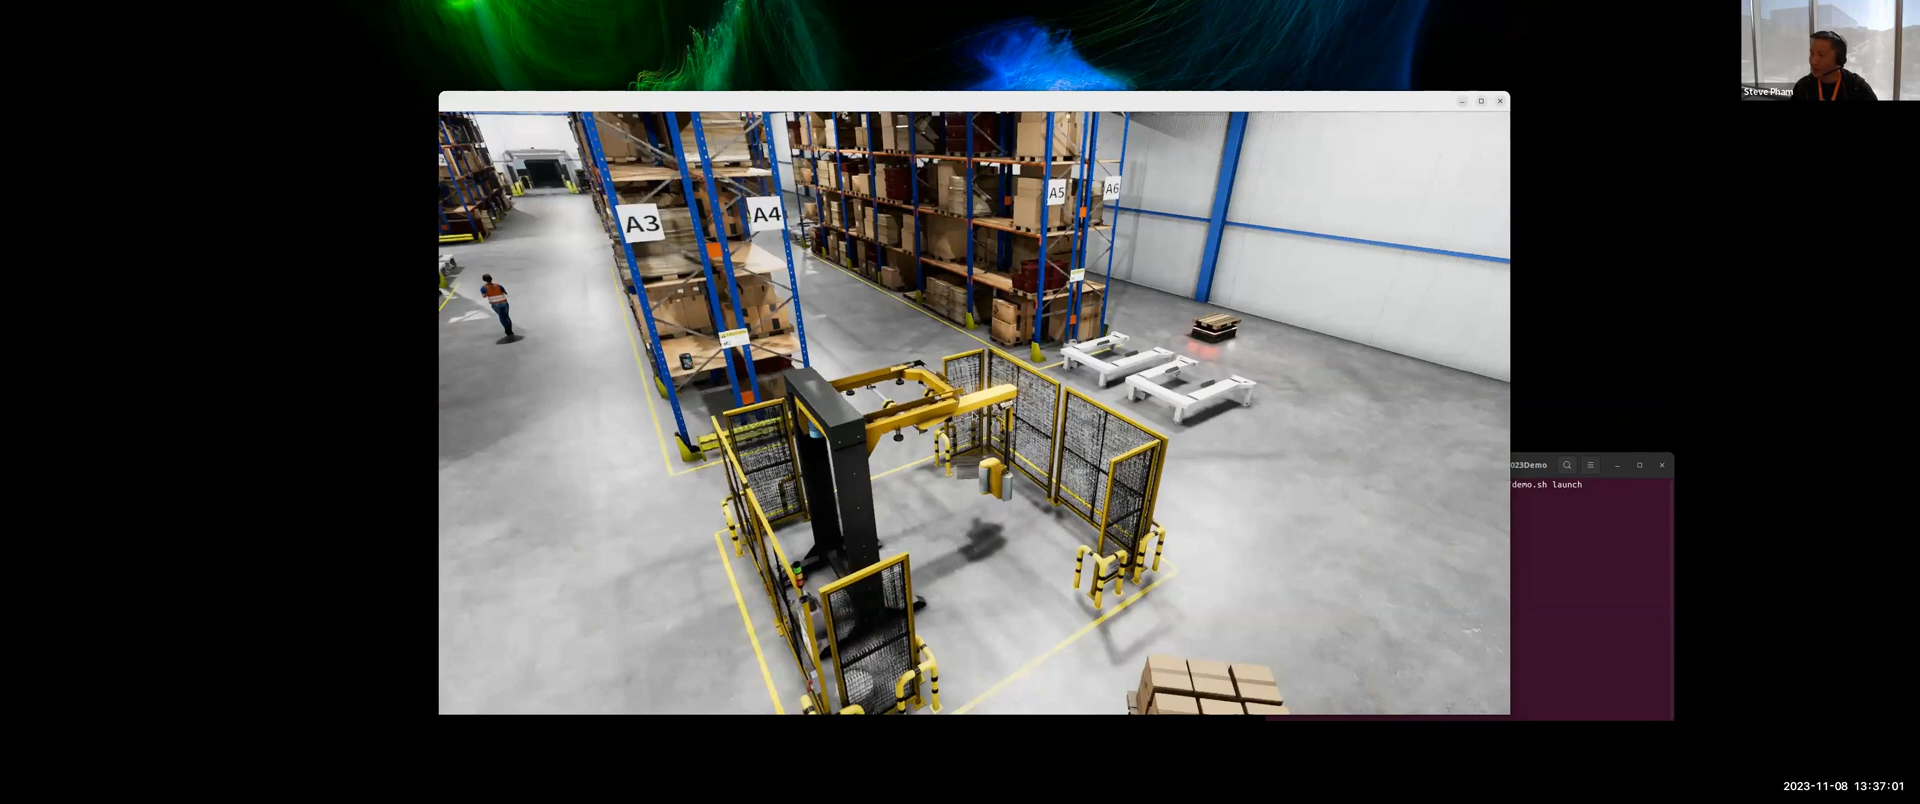 Steve Pham
A3
A4
A5
A6
023Demo
demo.sh launch
2023-11-08 13:37:01